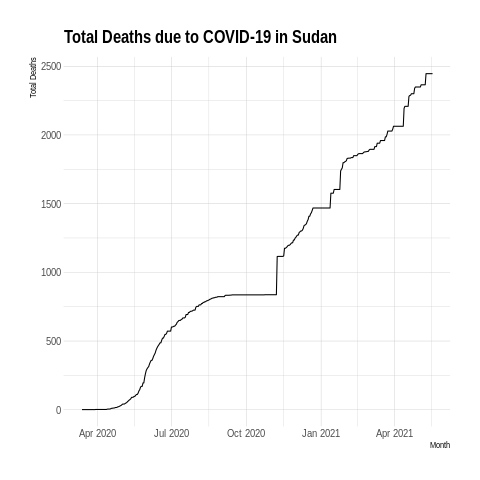 Total Deaths due to COVID-19 in Sudan
Total Deaths
2500
2000
1500
1000
500
0
Apr 2020 Jul 2020 Oct 2020 Jan 2021 Apr 2021
Month